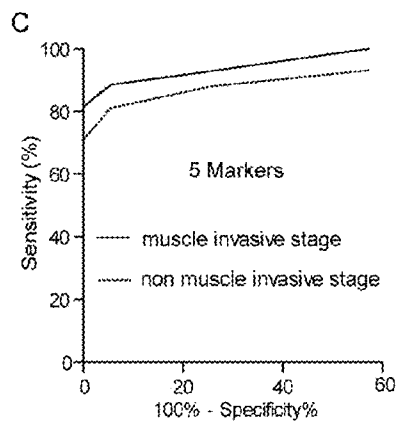 C
100
80
60
40
20
0
Sensitivity (%)
5 Markers
muscle invasive stage
non muscle invasive stage
0 20 40 60
100% - Specificity%